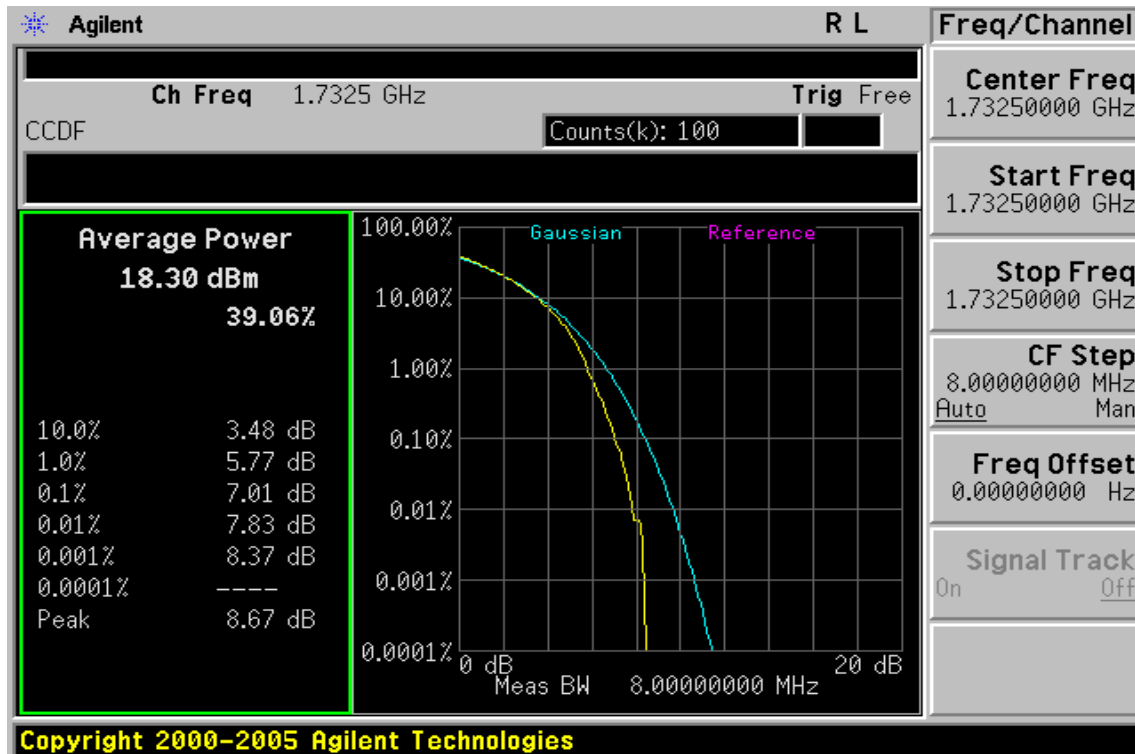 Agilent R L Freq/Channel
Ch Freq 1.7325 GHz Trig Free
CCDF Counts(k): 100
Average Power
18.30 dBm
39.06%
10.0% 3.48 dB
1.0% 5.77 dB
0.1% 7.01 dB
0.01% 7.83 dB
0.001% 8.37 dB
0.0001% ----
Peak 8.67 dB
Gaussian Reference
100.00%
10.00%
1.00%
0.10%
0.01%
0.001%
0.0001%
0 dB 20 dB
Meas BW 8.00000000 MHz
Center Freq
1.73250000 GHz
Start Freq
1.73250000 GHz
Stop Freq
1.73250000 GHz
CF Step
8.00000000 MHz
Auto Man
Freq Offset
0.00000000 Hz
Signal Track
On Off
Copyright 2000-2005 Agilent Technologies